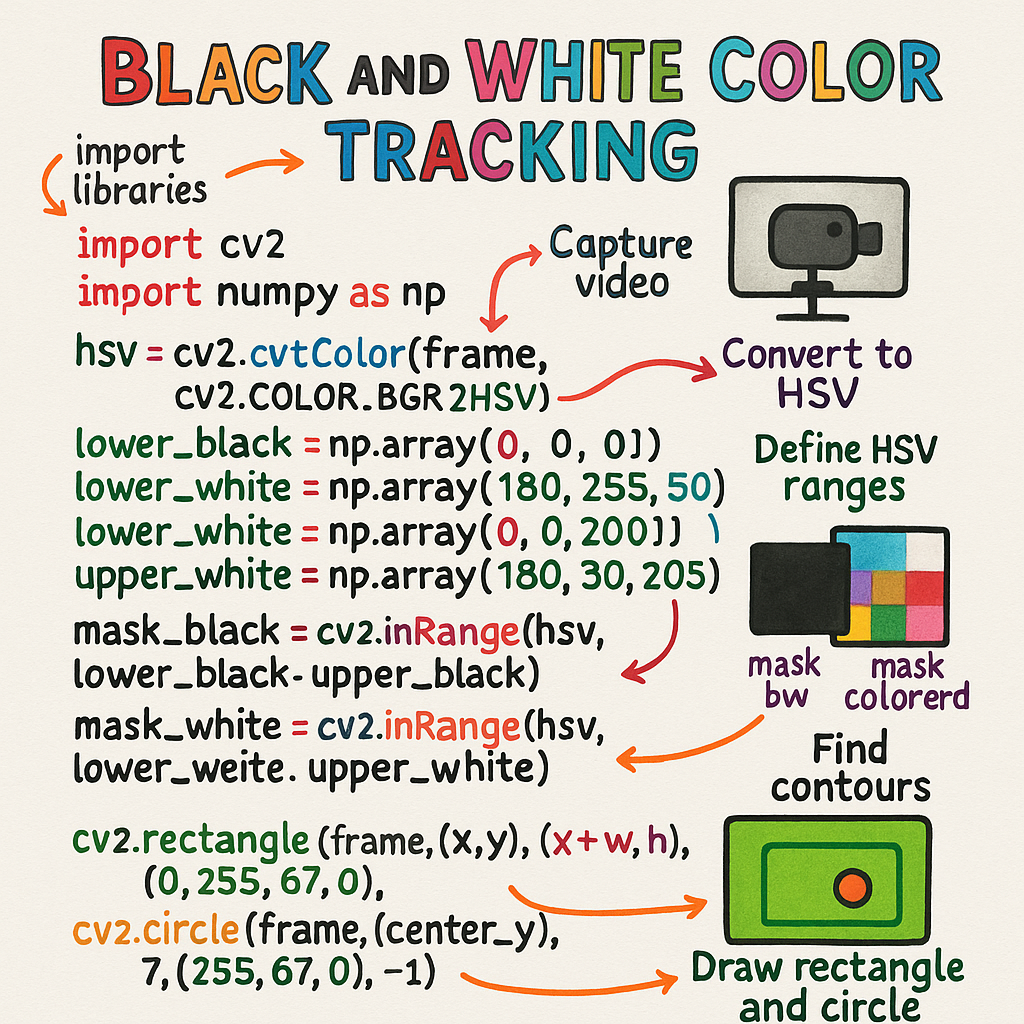 BLACK AND WHITE COLOR
TRACKING
import
libraries
import cv2
import numpy as np
Capture
video
hsv = cv2.cvtColor(frame,
cv2.COLOR_BGR2HSV)
Convert to
HSV
lower_black = np.array(0, 0, 0])
lower_white = np.array(180, 255, 50)
lower_white = np.array(0, 0, 200]] \
upper_white = np.array(180, 30, 205)
Define HSV
ranges
mask_black = cv2.inRange(hsv,
lower_black- upper_black)
mask_white = cv2.inRange(hsv,
lower_weite. upper_white)
mask
bw
mask
colorerd
Find
contours
cv2.rectangle (frame, (x,y), (x+w, h),
(0, 255, 67, 0),
cv2.circle (frame, (center_y),
7, (255, 67, 0), -1)
Draw rectangle
and circle